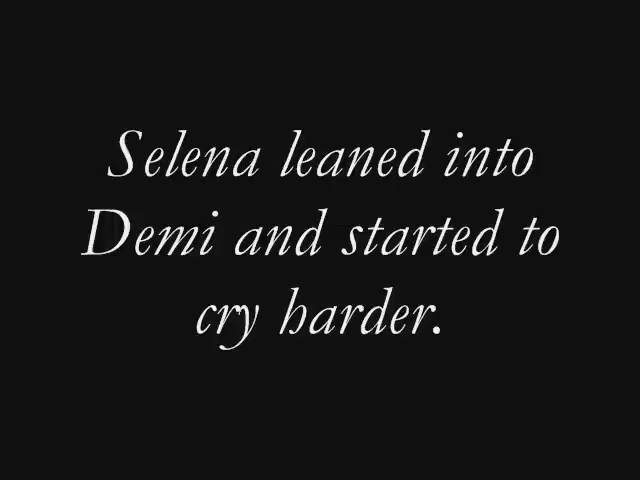 Selena leaned into
Demi and started to
cry harder.